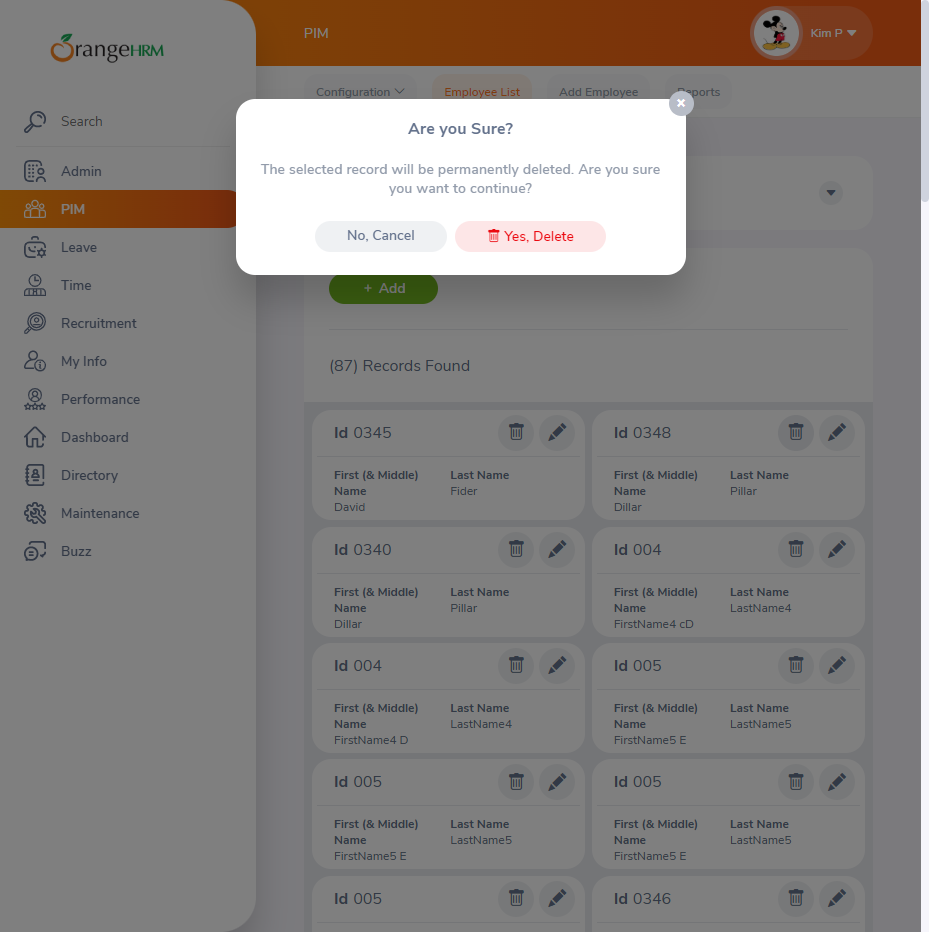 OrangeHRM
PIM
Kim P
Configuration
Employee List
Add Employee
Reports
Search
Admin
PIM
Leave
Time
Recruitment
My Info
Performance
Dashboard
Directory
Maintenance
Buzz
Are you Sure?
The selected record will be permanently deleted. Are you sure
you want to continue?
No, Cancel
Yes, Delete
+ Add
(87) Records Found
Id 0345
First (& Middle)
Name
David
Last Name
Fider
Id 0348
First (& Middle)
Name
Dillar
Last Name
Pillar
Id 0340
First (& Middle)
Name
Dillar
Last Name
Pillar
Id 004
First (& Middle)
Name
FirstName4 cD
Last Name
LastName4
Id 004
First (& Middle)
Name
FirstName4 D
Last Name
LastName4
Id 005
First (& Middle)
Name
FirstName5 E
Last Name
LastName5
Id 005
First (& Middle)
Name
FirstName5 E
Last Name
LastName5
Id 005
First (& Middle)
Name
FirstName5 E
Last Name
LastName5
Id 005
Id 0346